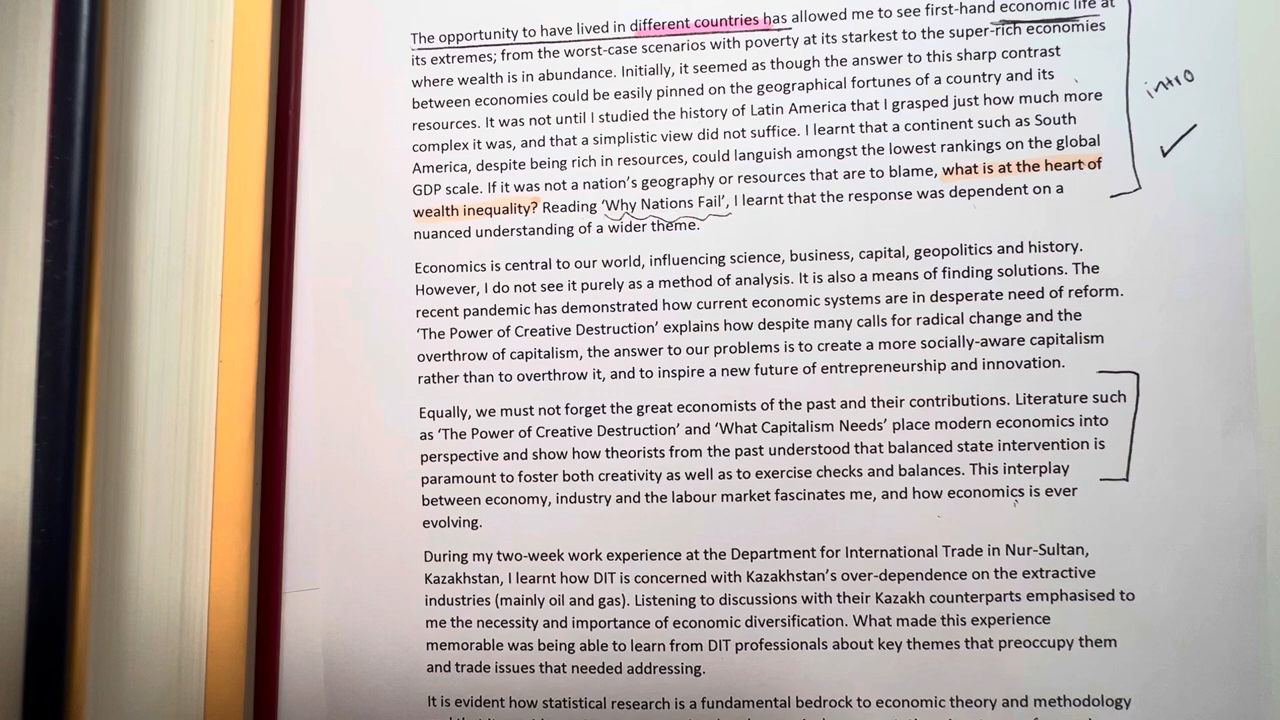 The opportunity to have lived in different countries has allowed me to see first-hand economic life at
its extremes; from the worst-case scenarios with poverty at its starkest to the super-rich economies
where wealth is in abundance. Initially, it seemed as though the answer to this sharp contrast
between economies could be easily pinned on the geographical fortunes of a country and its
resources. It was not until I studied the history of Latin America that I grasped just how much more
complex it was, and that a simplistic view did not suffice. I learnt that a continent such as South
America, despite being rich in resources, could languish amongst the lowest rankings on the global
GDP scale. If it was not a nation’s geography or resources that are to blame, what is at the heart of
wealth inequality? Reading ‘Why Nations Fail’, I learnt that the response was dependent on a
nuanced understanding of a wider theme.
intro
Economics is central to our world, influencing science, business, capital, geopolitics and history.
However, I do not see it purely as a method of analysis. It is also a means of finding solutions. The
recent pandemic has demonstrated how current economic systems are in desperate need of reform.
‘The Power of Creative Destruction’ explains how despite many calls for radical change and the
overthrow of capitalism, the answer to our problems is to create a more socially-aware capitalism
rather than to overthrow it, and to inspire a new future of entrepreneurship and innovation.
Equally, we must not forget the great economists of the past and their contributions. Literature such
as ‘The Power of Creative Destruction’ and ‘What Capitalism Needs’ place modern economics into
perspective and show how theorists from the past understood that balanced state intervention is
paramount to foster both creativity as well as to exercise checks and balances. This interplay
between economy, industry and the labour market fascinates me, and how economics is ever
evolving.
During my two-week work experience at the Department for International Trade in Nur-Sultan,
Kazakhstan, I learnt how DIT is concerned with Kazakhstan’s over-dependence on the extractive
industries (mainly oil and gas). Listening to discussions with their Kazakh counterparts emphasised to
me the necessity and importance of economic diversification. What made this experience
memorable was being able to learn from DIT professionals about key themes that preoccupy them
and trade issues that needed addressing.
It is evident how statistical research is a fundamental bedrock to economic theory and methodology